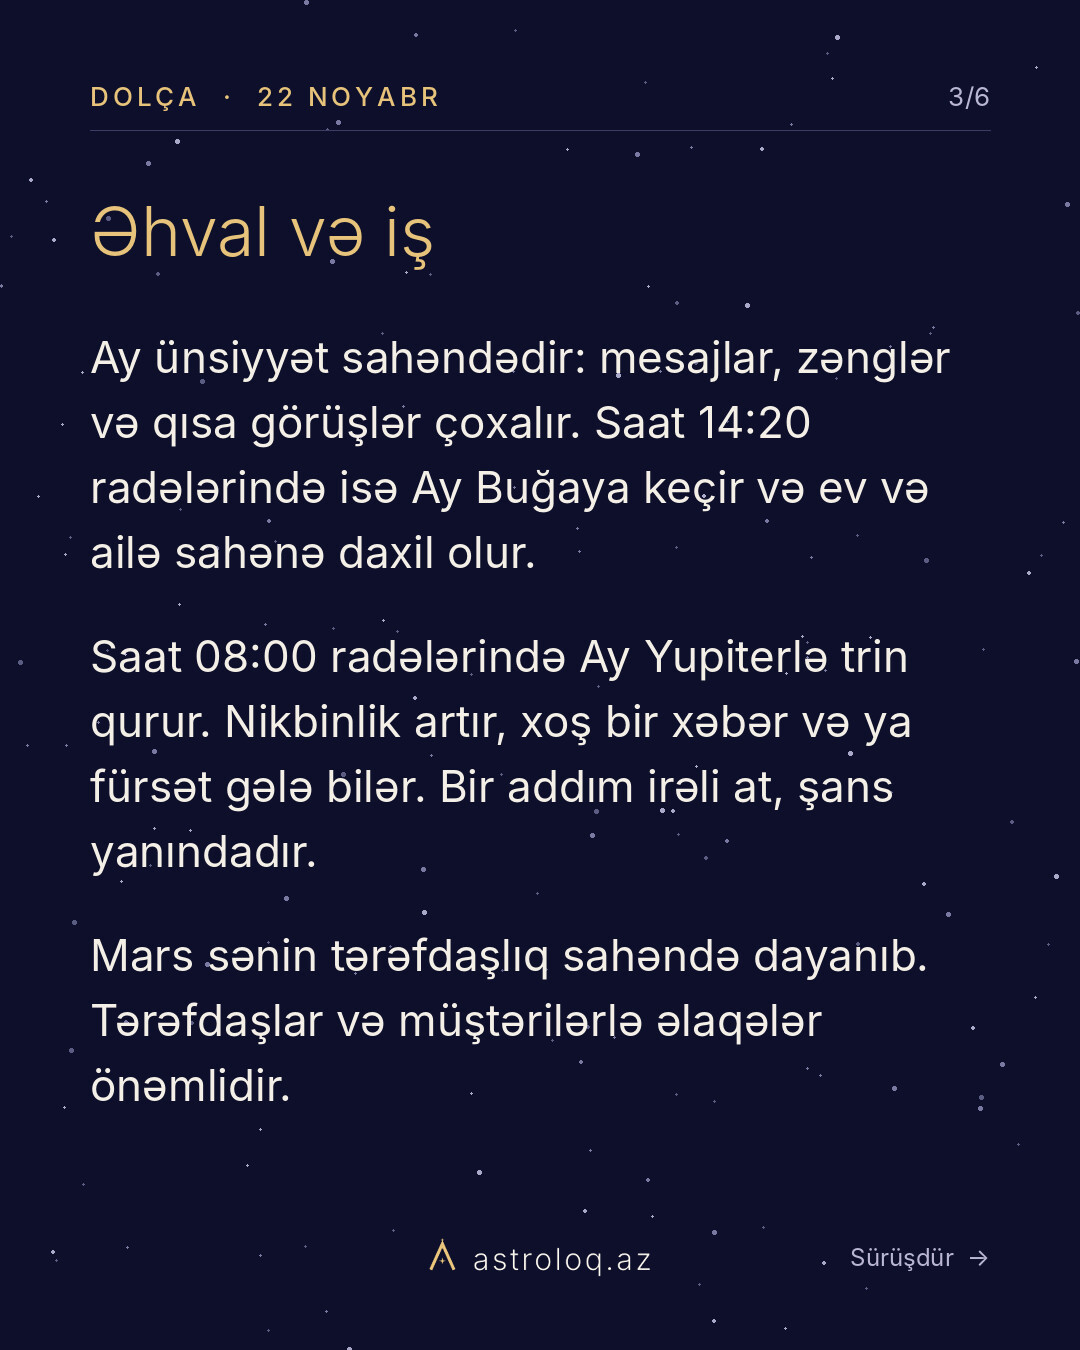 DOLÇA · 22 NOYABR
3/6
Əhval və iş
Ay ünsiyyət sahəndədir: mesajlar, zənglər
və qısa görüşlər çoxalır. Saat 14:20
radələrində isə Ay Buğaya keçir və ev və
ailə sahənə daxil olur.
Saat 08:00 radələrində Ay Yupiterlə trin
qurur. Nikbinlik artır, xoş bir xəbər və ya
fürsət gələ bilər. Bir addım irəli at, şans
yanındadır.
Mars sənin tərəfdaşlıq sahəndə dayanıb.
Tərəfdaşlar və müştərilərlə əlaqələr
önəmlidir.
astroloq.az
Sürüşdür →